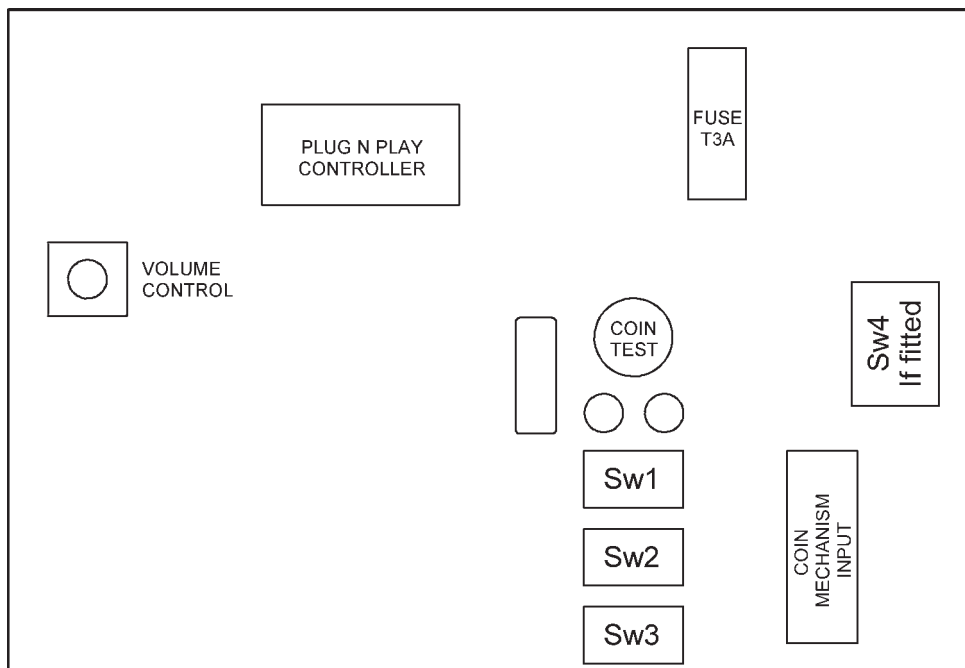 FUSE
T3A
PLUG N PLAY
CONTROLLER
VOLUME
CONTROL
COIN
TEST
Sw4
If fitted
Sw1
Sw2
Sw3
COIN
MECHANISM
INPUT